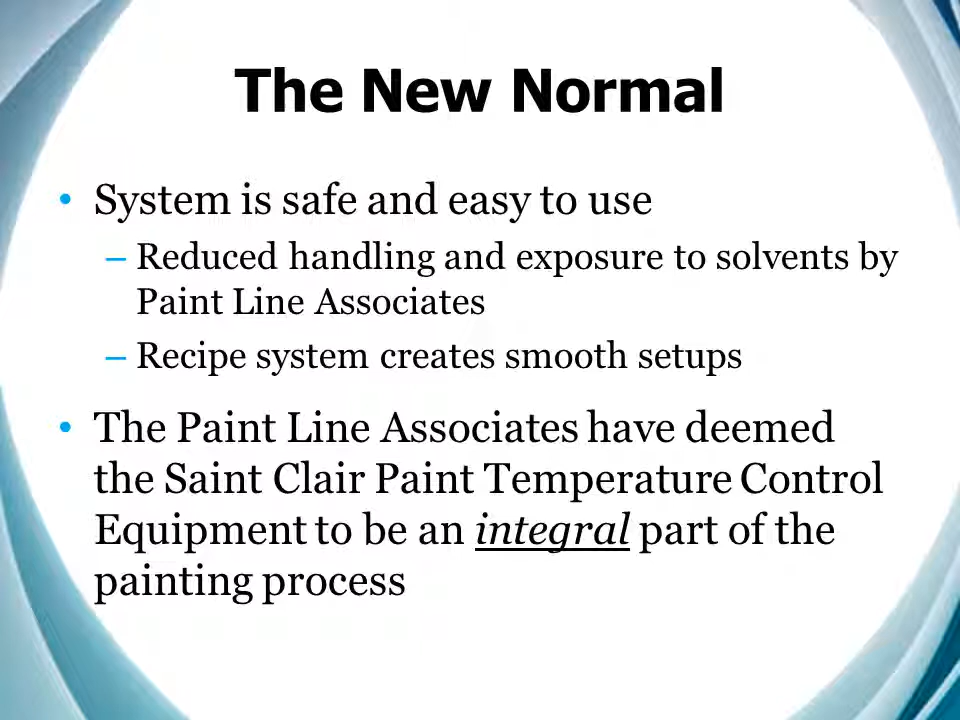 The New Normal
• System is safe and easy to use
– Reduced handling and exposure to solvents by
Paint Line Associates
– Recipe system creates smooth setups
• The Paint Line Associates have deemed
the Saint Clair Paint Temperature Control
Equipment to be an integral part of the
painting process